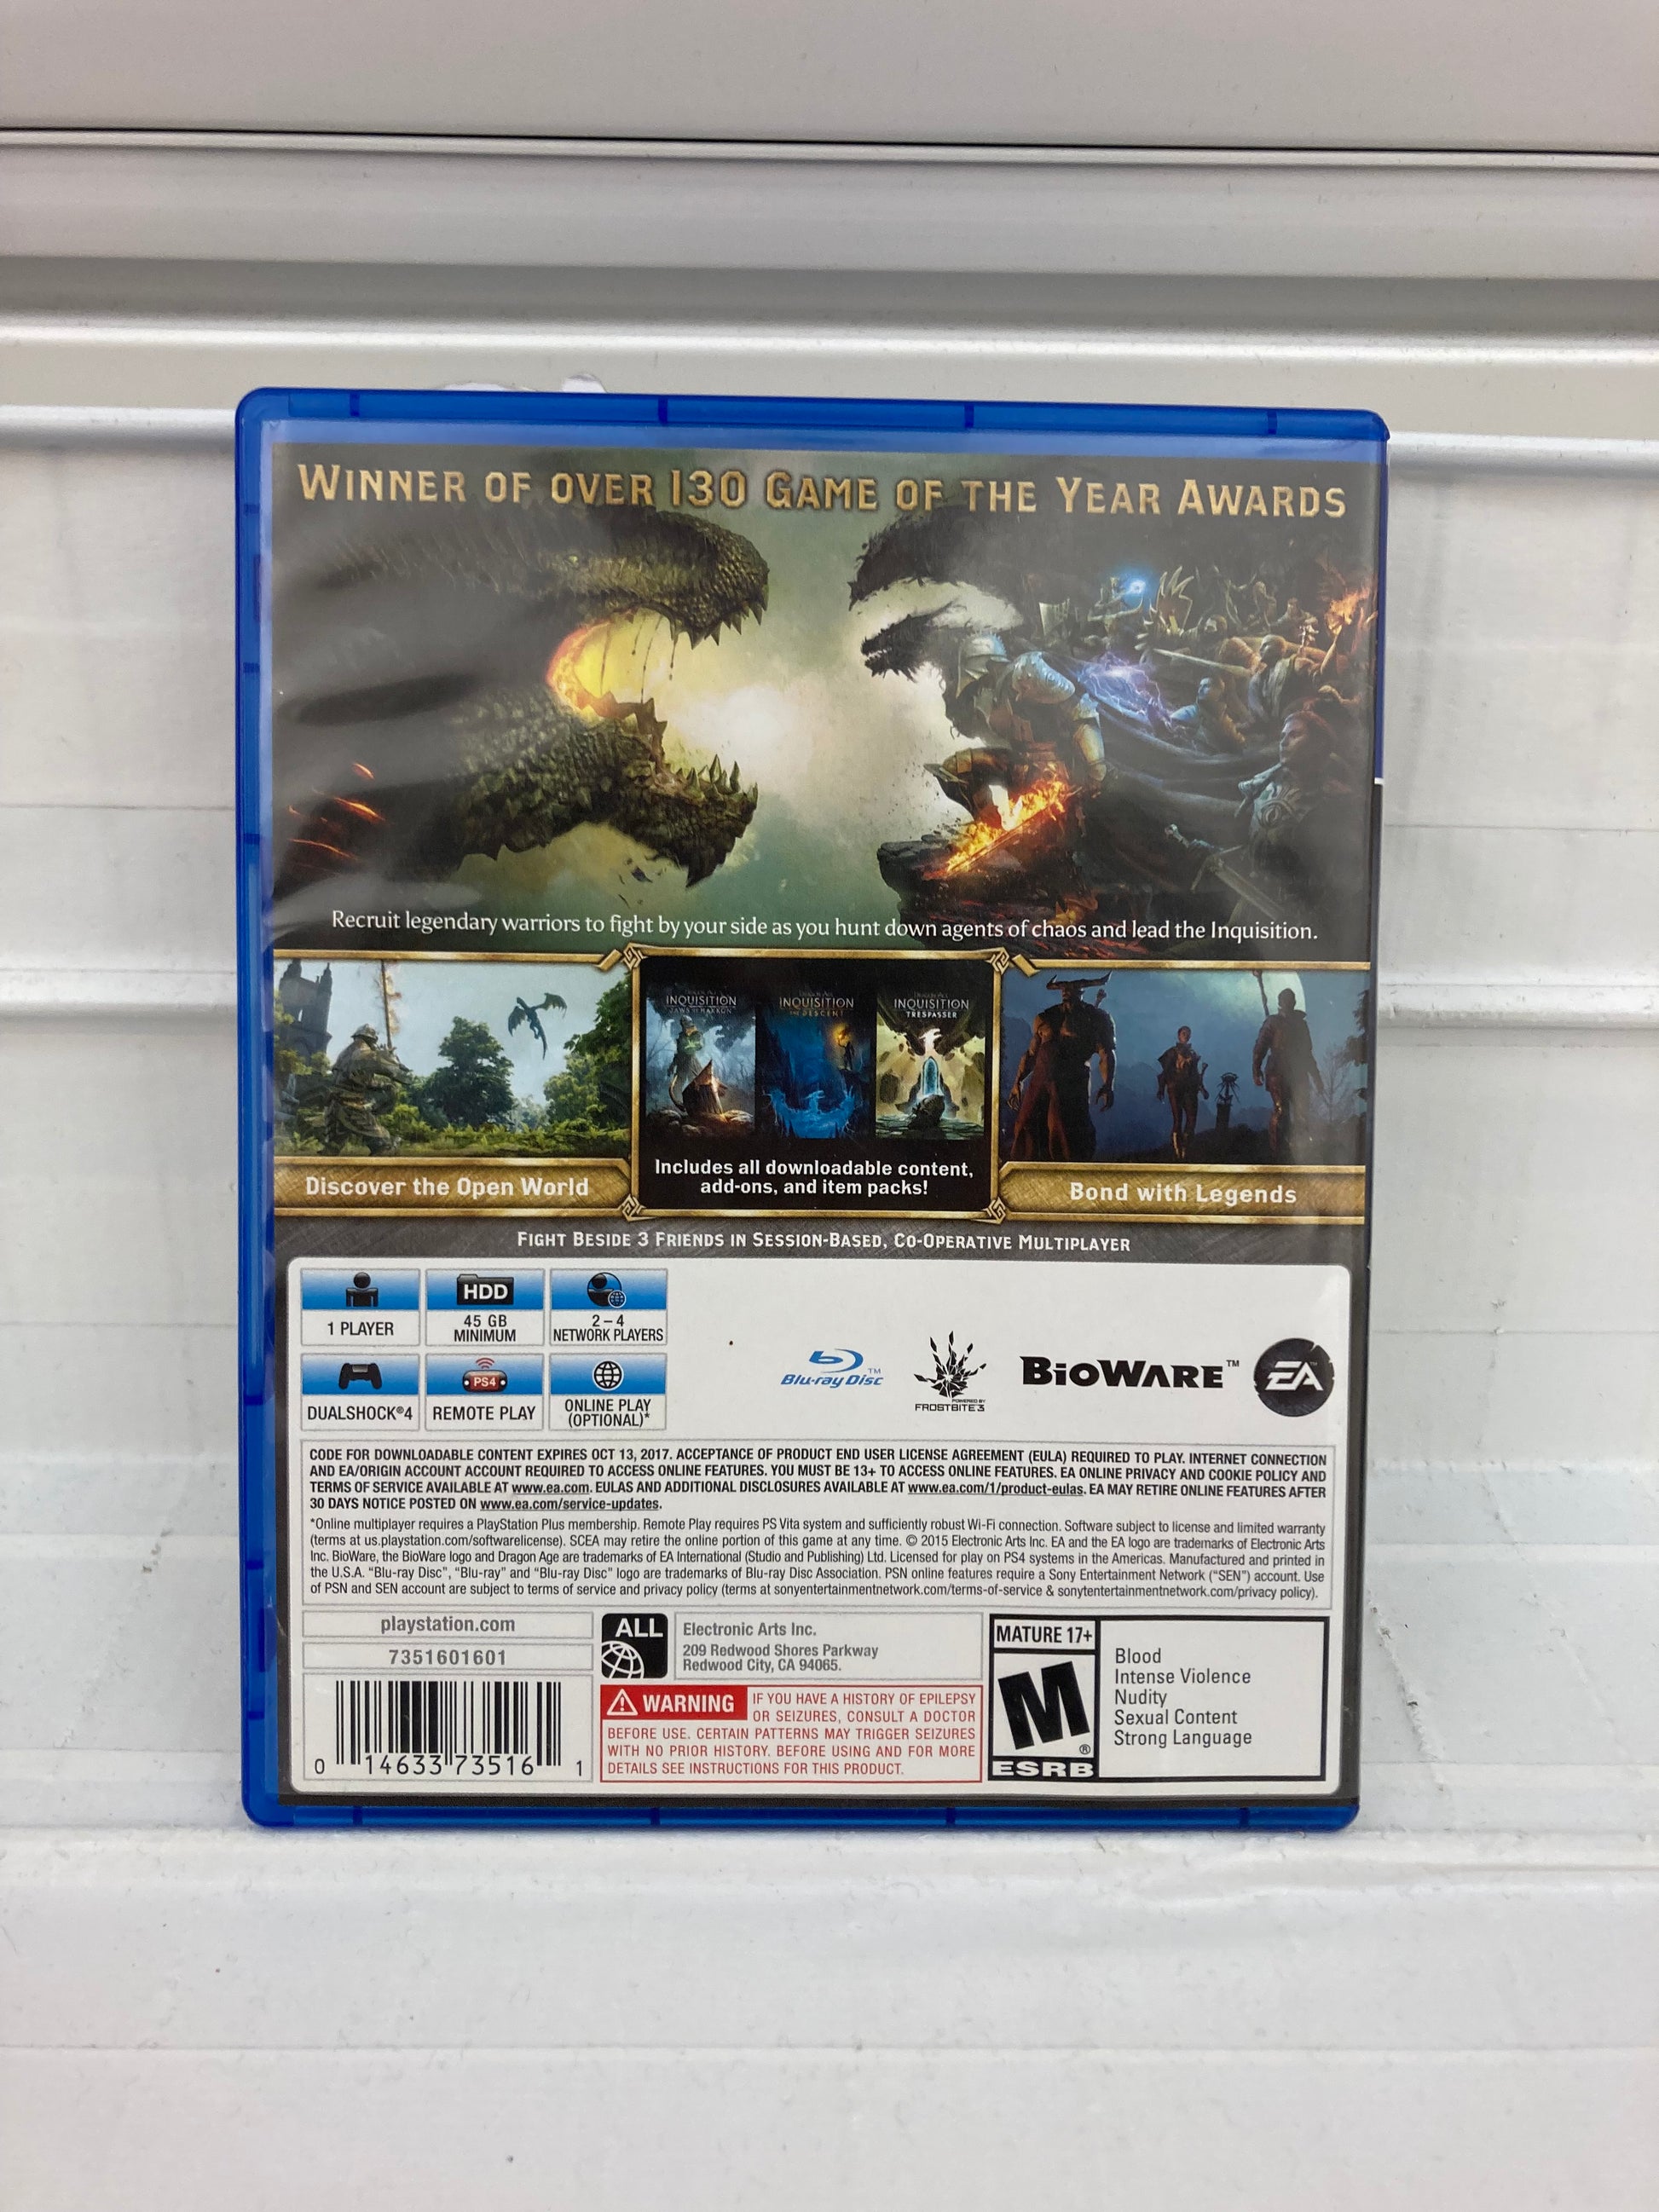 WINNER OF OVER 130 GAME OF THE YEAR AWARDS
Recruit legendary warriors to fight by your side as you hunt down agents of chaos and lead the Inquisition.
DRAGON AGE
INQUISITION
JAWS OF HAKKON
DRAGON AGE
INQUISITION
THE DESCENT
DRAGON AGE
INQUISITION
TRESPASSER
Discover the Open World
Includes all downloadable content,
add-ons, and item packs!
Bond with Legends
FIGHT BESIDE 3 FRIENDS IN SESSION-BASED, CO-OPERATIVE MULTIPLAYER
1 PLAYER
HDD
45 GB
MINIMUM
2 – 4
NETWORK PLAYERS
DUALSHOCK®4
PS4
REMOTE PLAY
ONLINE PLAY
(OPTIONAL)*
Blu-ray Disc™
POWERED BY
FROSTBITE 3
BIOWARE™
EA
CODE FOR DOWNLOADABLE CONTENT EXPIRES OCT 13, 2017. ACCEPTANCE OF PRODUCT END USER LICENSE AGREEMENT (EULA) REQUIRED TO PLAY. INTERNET CONNECTION
AND EA/ORIGIN ACCOUNT ACCOUNT REQUIRED TO ACCESS ONLINE FEATURES. YOU MUST BE 13+ TO ACCESS ONLINE FEATURES. EA ONLINE PRIVACY AND COOKIE POLICY AND
TERMS OF SERVICE AVAILABLE AT www.ea.com. EULAS AND ADDITIONAL DISCLOSURES AVAILABLE AT www.ea.com/1/product-eulas. EA MAY RETIRE ONLINE FEATURES AFTER
30 DAYS NOTICE POSTED ON www.ea.com/service-updates.
*Online multiplayer requires a PlayStation Plus membership. Remote Play requires PS Vita system and sufficiently robust Wi-Fi connection. Software subject to license and limited warranty
(terms at us.playstation.com/softwarelicense). SCEA may retire the online portion of this game at any time. © 2015 Electronic Arts Inc. EA and the EA logo are trademarks of Electronic Arts
Inc. BioWare, the BioWare logo and Dragon Age are trademarks of EA International (Studio and Publishing) Ltd. Licensed for play on PS4 systems in the Americas. Manufactured and printed in
the U.S.A. "Blu-ray Disc", "Blu-ray" and "Blu-ray Disc" logo are trademarks of Blu-ray Disc Association. PSN online features require a Sony Entertainment Network ("SEN") account. Use
of PSN and SEN account are subject to terms of service and privacy policy (terms at sonyentertainmentnetwork.com/terms-of-service & sonytentertainmentnetwork.com/privacy policy).
playstation.com
7351601601
0 14633 73516 1
ALL
Electronic Arts Inc.
209 Redwood Shores Parkway
Redwood City, CA 94065.
WARNING IF YOU HAVE A HISTORY OF EPILEPSY
OR SEIZURES, CONSULT A DOCTOR
BEFORE USE. CERTAIN PATTERNS MAY TRIGGER SEIZURES
WITH NO PRIOR HISTORY. BEFORE USING AND FOR MORE
DETAILS SEE INSTRUCTIONS FOR THIS PRODUCT.
MATURE 17+
M®
ESRB
Blood
Intense Violence
Nudity
Sexual Content
Strong Language